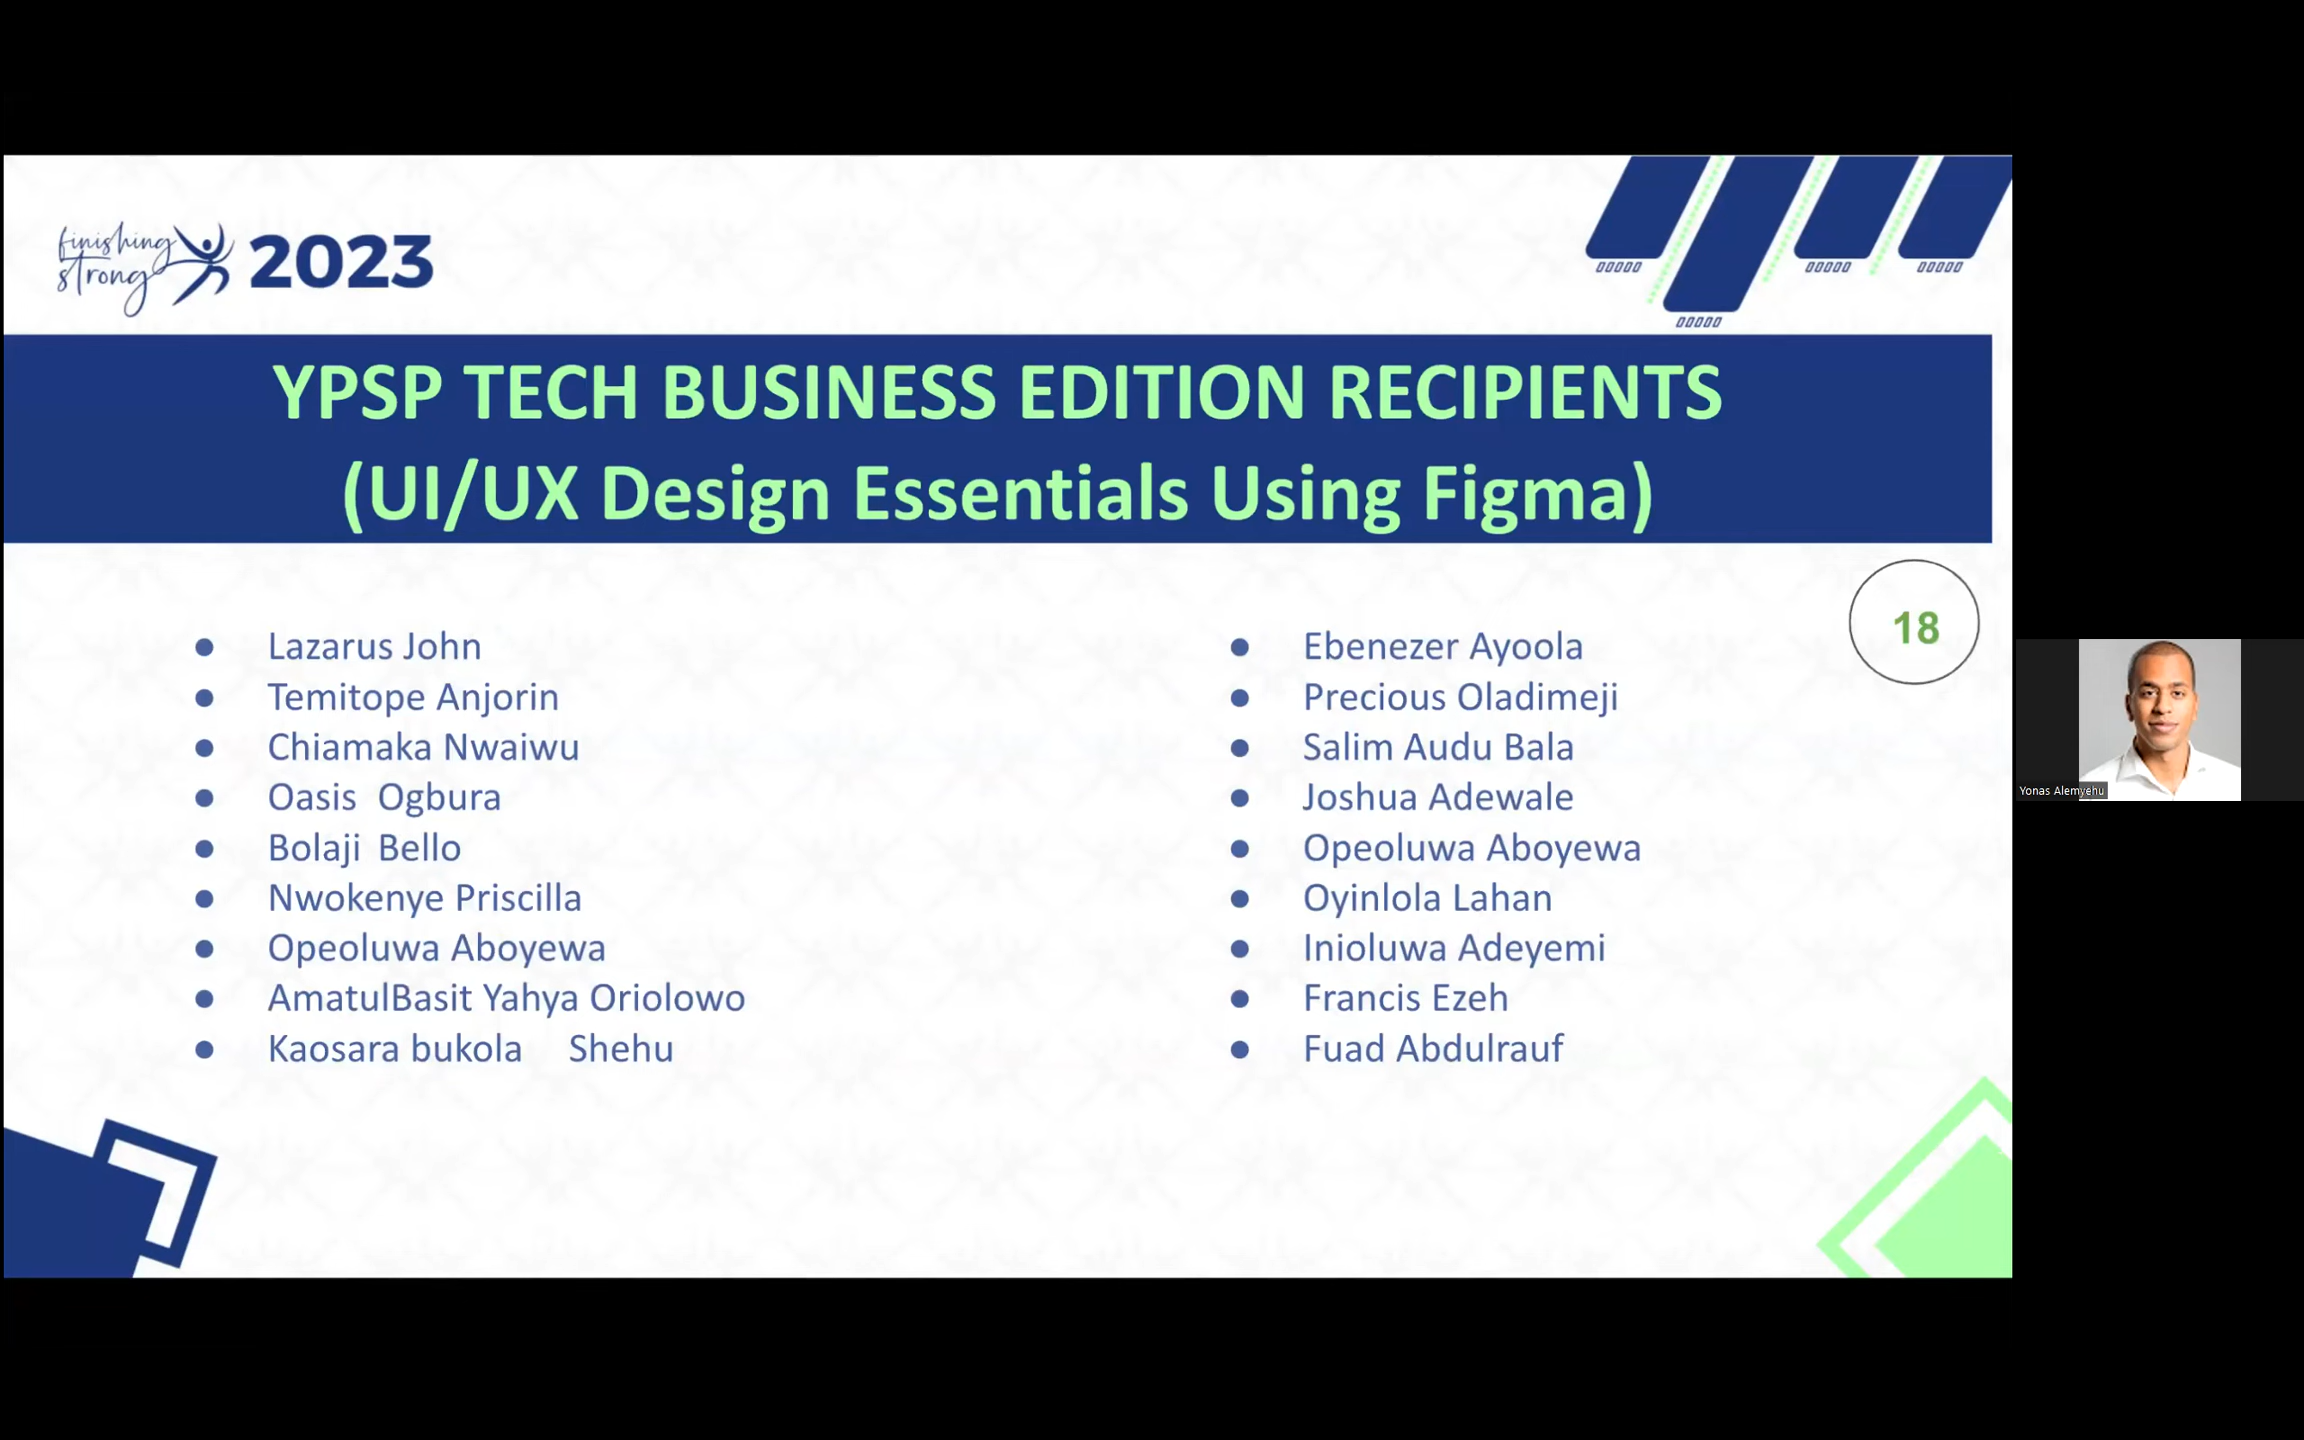 finishing
strong
2023
YPSP TECH BUSINESS EDITION RECIPIENTS
(UI/UX Design Essentials Using Figma)
18
● Lazarus John
● Temitope Anjorin
● Chiamaka Nwaiwu
● Oasis  Ogbura
● Bolaji  Bello
● Nwokenye Priscilla
● Opeoluwa Aboyewa
● AmatulBasit Yahya Oriolowo
● Kaosara bukola    Shehu
● Ebenezer Ayoola
● Precious Oladimeji
● Salim Audu Bala
● Joshua Adewale
● Opeoluwa Aboyewa
● Oyinlola Lahan
● Inioluwa Adeyemi
● Francis Ezeh
● Fuad Abdulrauf
Yonas Alemyehu